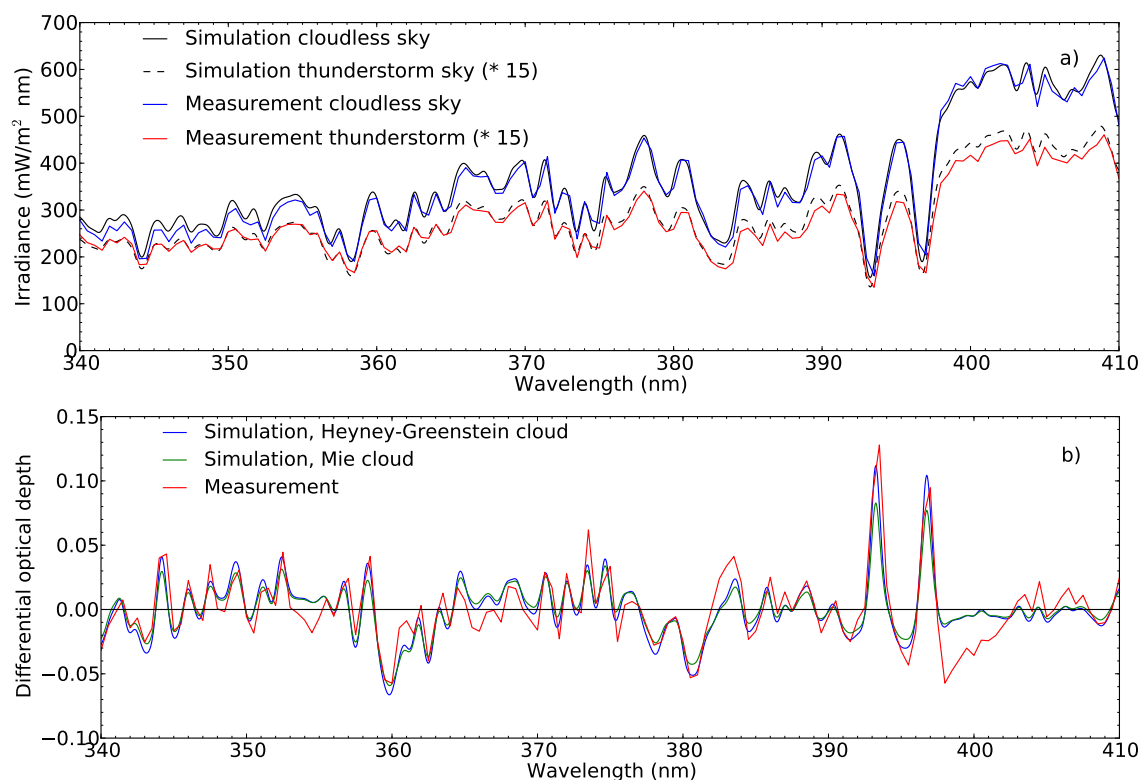 700
600
500
400
300
200
100
0
Irradiance (mW/m² nm)
Simulation cloudless sky
Simulation thunderstorm sky (* 15)
Measurement cloudless sky
Measurement thunderstorm (* 15)
a)
340 350 360 370 380 390 400 410
Wavelength (nm)
0.15
0.10
0.05
0.00
−0.05
−0.10
Differential optical depth
Simulation, Heyney-Greenstein cloud
Simulation, Mie cloud
Measurement
b)
340 350 360 370 380 390 400 410
Wavelength (nm)